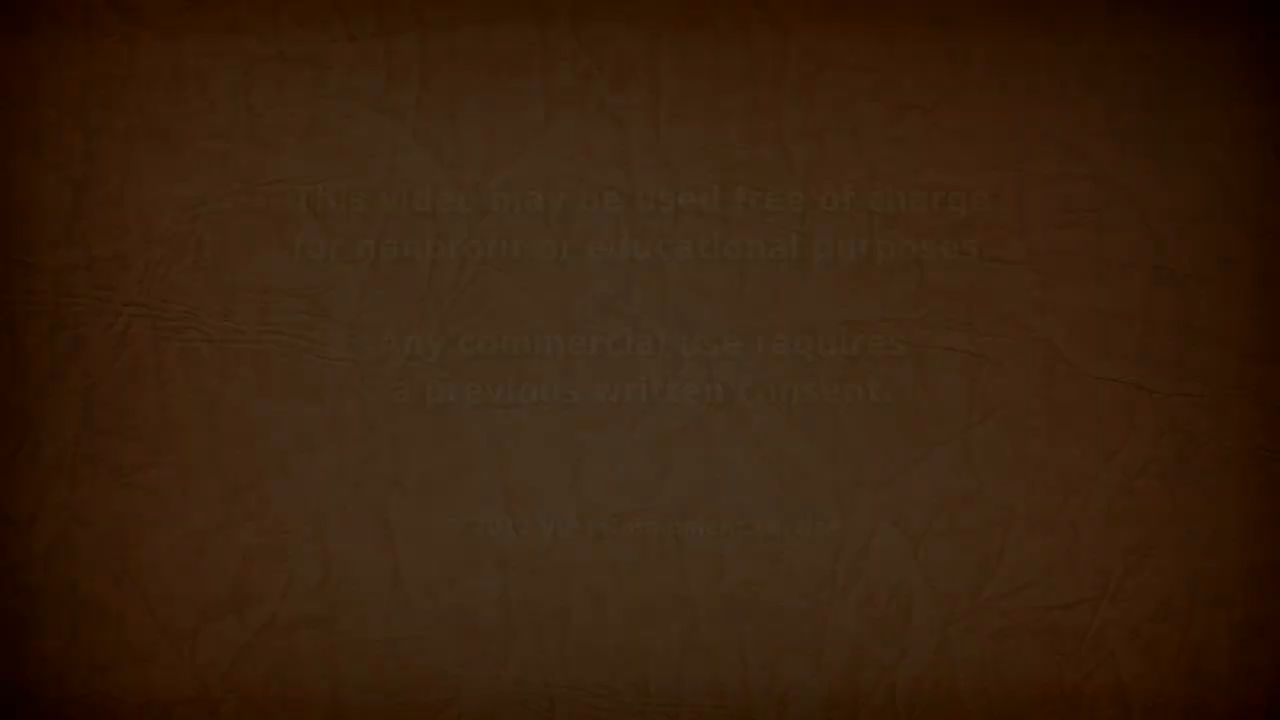 This video may be used free of charge
for nonprofit or educational purposes.
Any commercial use requires
a previous written consent.